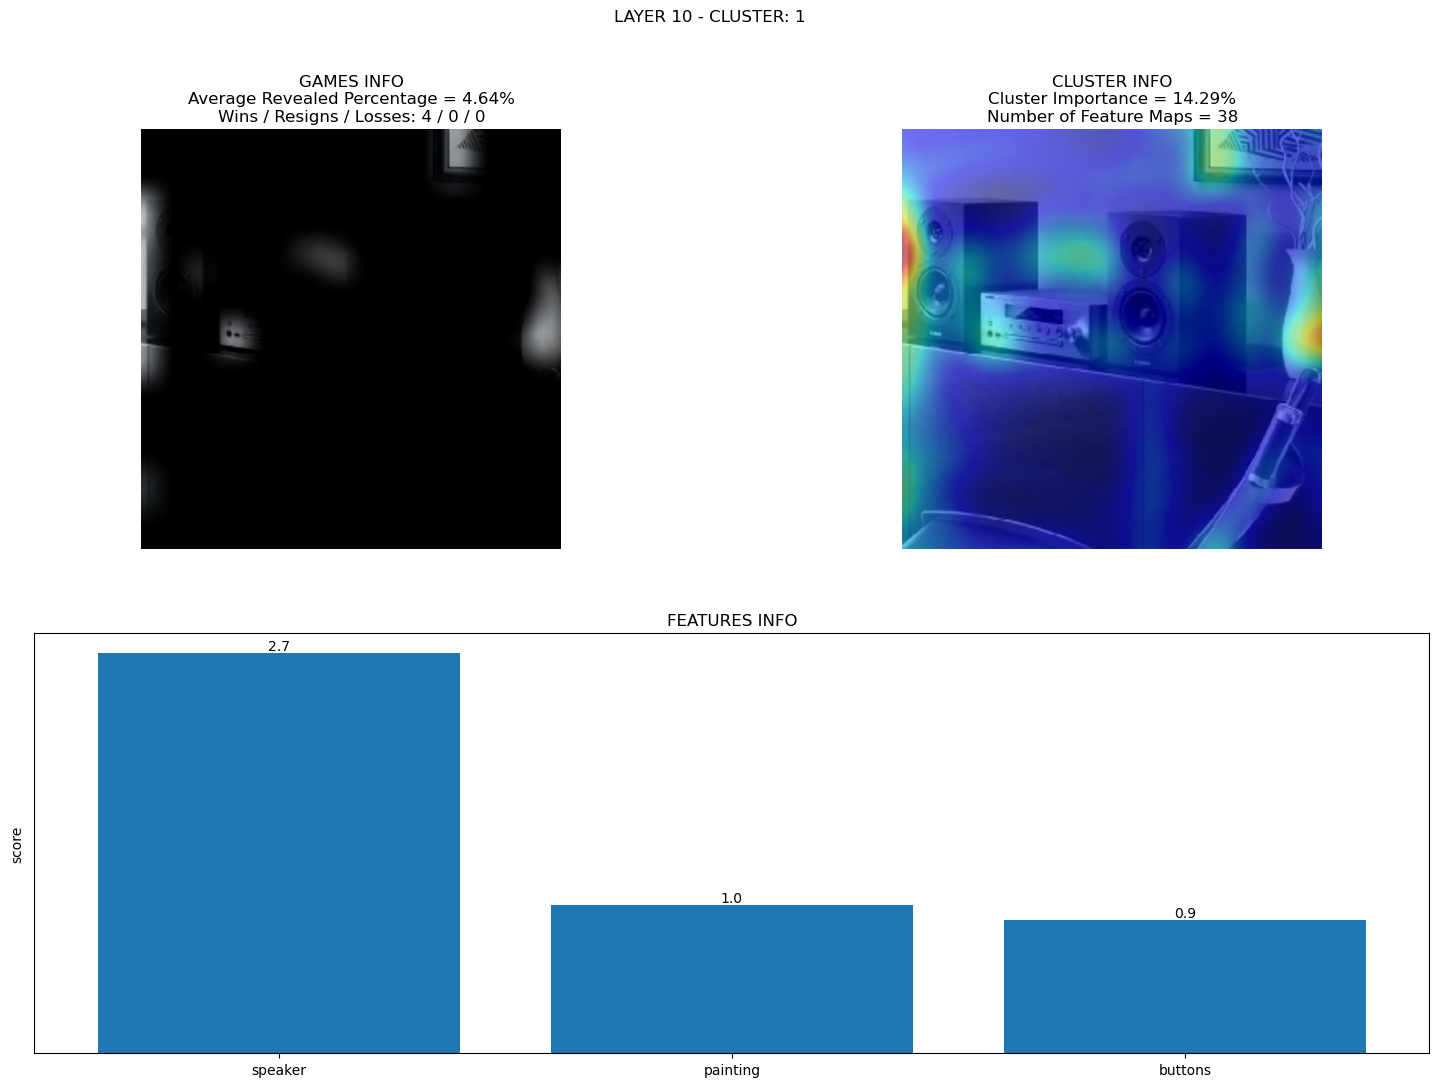 LAYER 10 - CLUSTER: 1
GAMES INFO
Average Revealed Percentage = 4.64%
Wins / Resigns / Losses: 4 / 0 / 0
CLUSTER INFO
Cluster Importance = 14.29%
Number of Feature Maps = 38
FEATURES INFO
score
2.7
1.0
0.9
speaker
painting
buttons